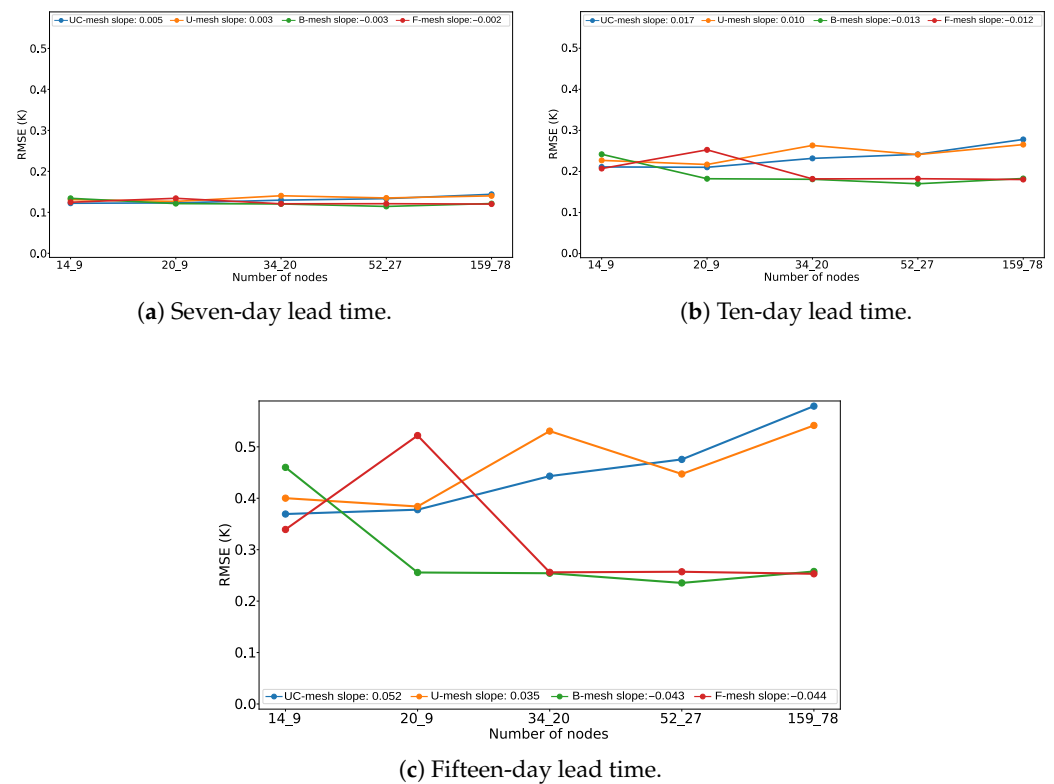 UC-mesh slope: 0.005 U-mesh slope: 0.003 B-mesh slope:−0.003 F-mesh slope:−0.002
0.5
0.4
0.3
0.2
0.1
0.0
RMSE (K)
14_9 20_9 34_20 52_27 159_78
Number of nodes
(a) Seven-day lead time.
UC-mesh slope: 0.017 U-mesh slope: 0.010 B-mesh slope:−0.013 F-mesh slope:−0.012
0.5
0.4
0.3
0.2
0.1
0.0
RMSE (K)
14_9 20_9 34_20 52_27 159_78
Number of nodes
(b) Ten-day lead time.
0.5
0.4
0.3
0.2
0.1
0.0
RMSE (K)
UC-mesh slope: 0.052 U-mesh slope: 0.035 B-mesh slope:−0.043 F-mesh slope:−0.044
14_9 20_9 34_20 52_27 159_78
Number of nodes
(c) Fifteen-day lead time.